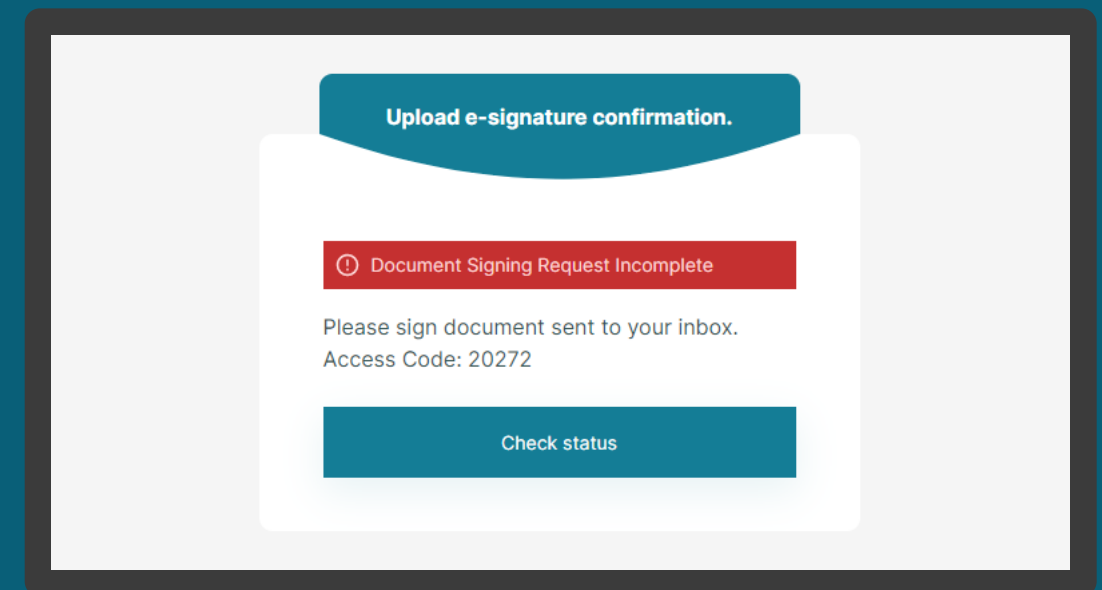 Upload e-signature confirmation.
Document Signing Request Incomplete
Please sign document sent to your inbox.
Access Code: 20272
Check status